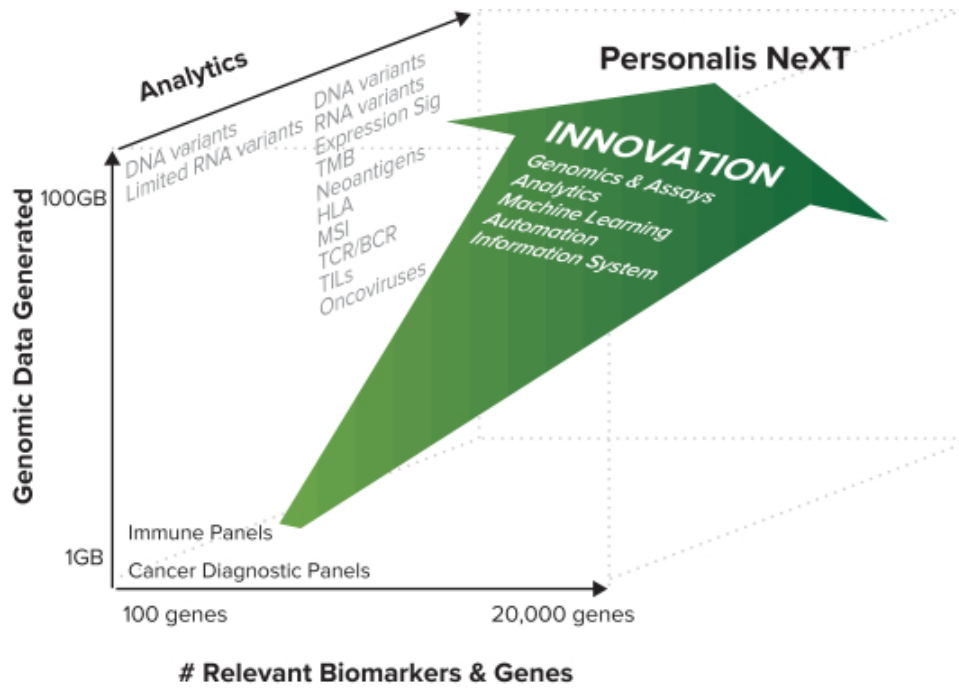 Personalis NeXT
Analytics
DNA variants
Limited RNA variants
DNA variants
RNA variants
Expression Sig
TMB
Neoantigens
HLA
MSI
TCR/BCR
TILs
Oncoviruses
INNOVATION
Genomics & Assays
Analytics
Machine Learning
Automation
Information System
Genomic Data Generated
100GB
1GB
Immune Panels
Cancer Diagnostic Panels
100 genes
20,000 genes
# Relevant Biomarkers & Genes